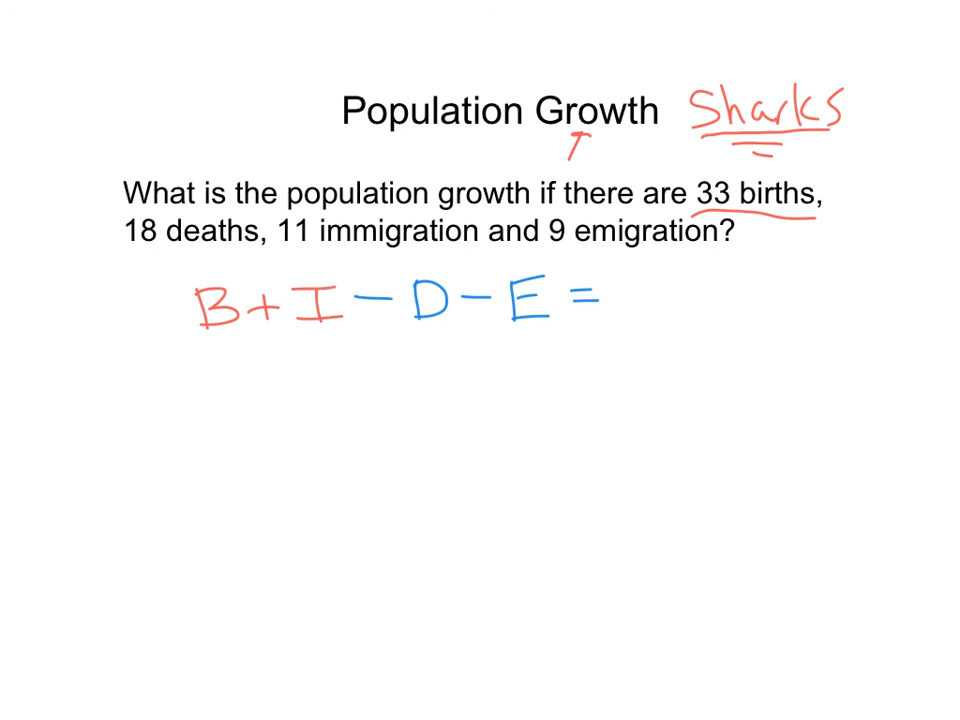 Population Growth Sharks
What is the population growth if there are 33 births,
18 deaths, 11 immigration and 9 emigration?
B + I - D - E =